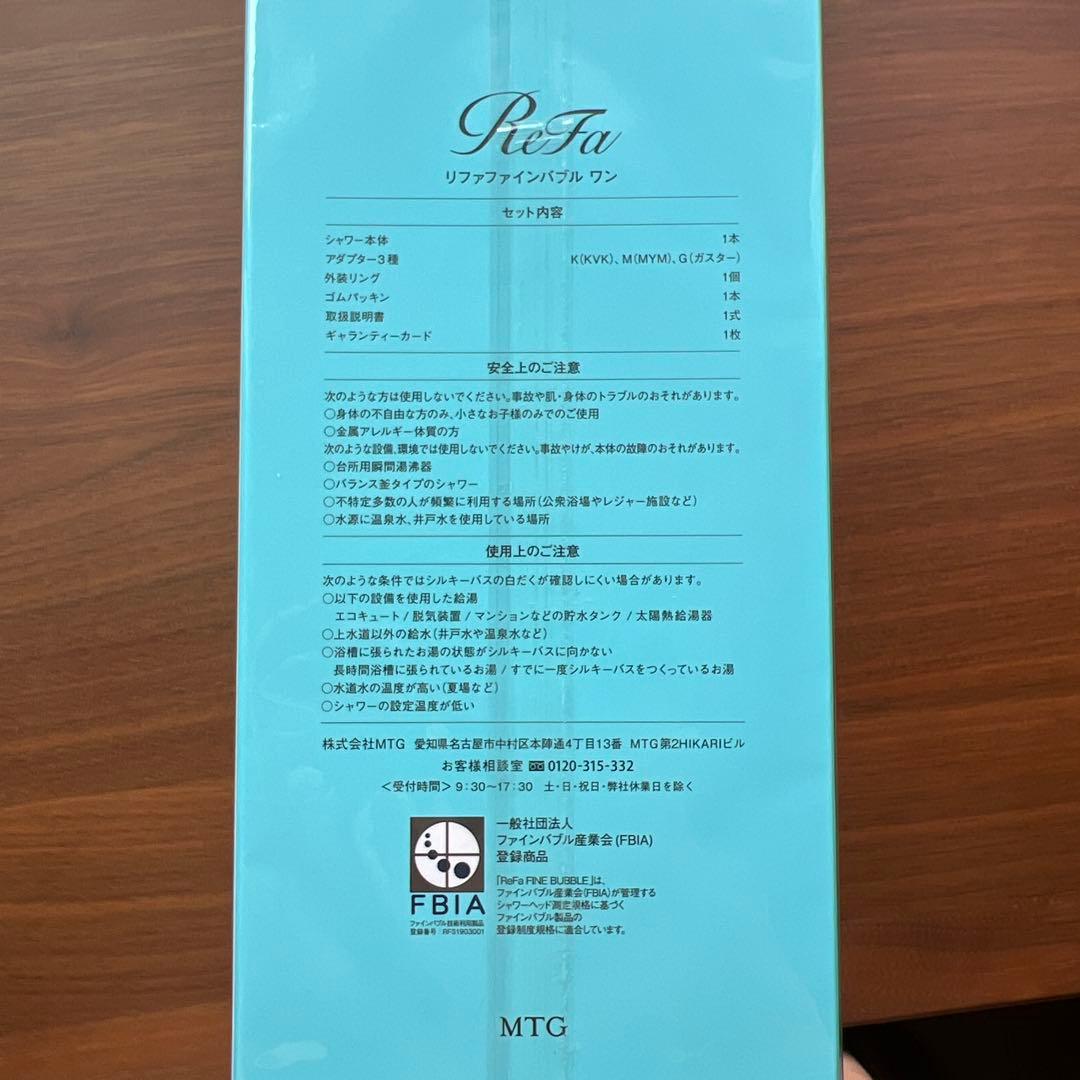 ReFa
リファファインバブル ワン
セット内容
シャワー本体 1本
アダプター3種 K(KVK)、M(MYM)、G(ガスター)
外装リング 1個
ゴムパッキン 1本
取扱説明書 1式
ギャランティーカード 1枚
安全上のご注意
次のような方は使用しないでください。事故や肌・身体のトラブルのおそれがあります。
○身体の不自由な方のみ、小さなお子様のみでのご使用
○金属アレルギー体質の方
次のような設備、環境では使用しないでください。事故やけが、本体の故障のおそれがあります。
○台所用瞬間湯沸器
○バランス釜タイプのシャワー
○不特定多数の人が頻繁に利用する場所(公衆浴場やレジャー施設など)
○水源に温泉水、井戸水を使用している場所
使用上のご注意
次のような条件ではシルキーバスの白だくが確認しにくい場合があります。
○以下の設備を使用した給湯
エコキュート / 脱気装置 / マンションなどの貯水タンク / 太陽熱給湯器
○上水道以外の給水(井戸水や温泉水など)
○浴槽に張られたお湯の状態がシルキーバスに向かない
長時間浴槽に張られているお湯 / すでに一度シルキーバスをつくっているお湯
○水道水の温度が高い(夏場など)
○シャワーの設定温度が低い
株式会社MTG 愛知県名古屋市中村区本陣通4丁目13番 MTG第2HIKARIビル
お客様相談室 0120-315-332
<受付時間> 9:30〜17:30 土・日・祝日・弊社休業日を除く
一般社団法人
ファインバブル産業会(FBIA)
登録商品
「ReFa FINE BUBBLE」は、
ファインバブル産業会(FBIA)が管理する
シャワーヘッド測定規格に基づく
ファインバブル製品の
登録制度規格に適合しています。
FBIA
ファインバブル技術利用製品
登録番号:RFS1903001
MTG